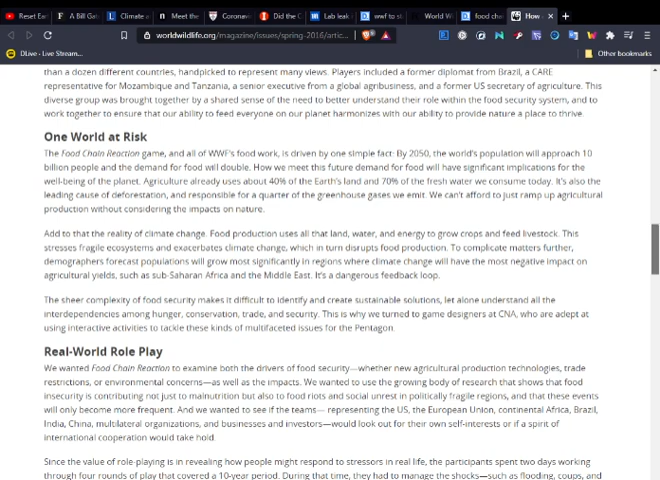 Reset Ear
A Bill Gat
Climate a
Meet the
Coronav
Did the C
Lab leak
wwf to st
World W
food chai
How
worldwildlife.org/magazine/issues/spring-2016/artic...
DLive - Live Stream...
Other bookmarks
than a dozen different countries, handpicked to represent many views. Players included a former diplomat from Brazil, a CARE
representative for Mozambique and Tanzania, a senior executive from a global agribusiness, and a former US secretary of agriculture. This
diverse group was brought together by a shared sense of the need to better understand their role within the food security system, and to
work together to ensure that our ability to feed everyone on our planet harmonizes with our ability to provide nature a place to thrive.
One World at Risk
The Food Chain Reaction game, and all of WWF's food work, is driven by one simple fact: By 2050, the world's population will approach 10
billion people and the demand for food will double. How we meet this future demand for food will have significant implications for the
well-being of the planet. Agriculture already uses about 40% of the Earth's land and 70% of the fresh water we consume today. It's also the
leading cause of deforestation, and responsible for a quarter of the greenhouse gases we emit. We can't afford to just ramp up agricultural
production without considering the impacts on nature.
Add to that the reality of climate change. Food production uses all that land, water, and energy to grow crops and feed livestock. This
stresses fragile ecosystems and exacerbates climate change, which in turn disrupts food production. To complicate matters further,
demographers forecast populations will grow most significantly in regions where climate change will have the most negative impact on
agricultural yields, such as sub-Saharan Africa and the Middle East. It's a dangerous feedback loop.
The sheer complexity of food security makes it difficult to identify and create sustainable solutions, let alone understand all the
interdependencies among hunger, conservation, trade, and security. This is why we turned to game designers at CNA, who are adept at
using interactive activities to tackle these kinds of multifaceted issues for the Pentagon.
Real-World Role Play
We wanted Food Chain Reaction to examine both the drivers of food security—whether new agricultural production technologies, trade
restrictions, or environmental concerns—as well as the impacts. We wanted to use the growing body of research that shows that food
insecurity is contributing not just to malnutrition but also to food riots and social unrest in politically fragile regions, and that these events
will only become more frequent. And we wanted to see if the teams— representing the US, the European Union, continental Africa, Brazil,
India, China, multilateral organizations, and businesses and investors—would look out for their own self-interests or if a spirit of
international cooperation would take hold.
Since the value of role-playing is in revealing how people might respond to stressors in real life, the participants spent two days working
through four rounds of play that covered a 10-year period. During that time, they had to manage the shocks—such as flooding, coups, and